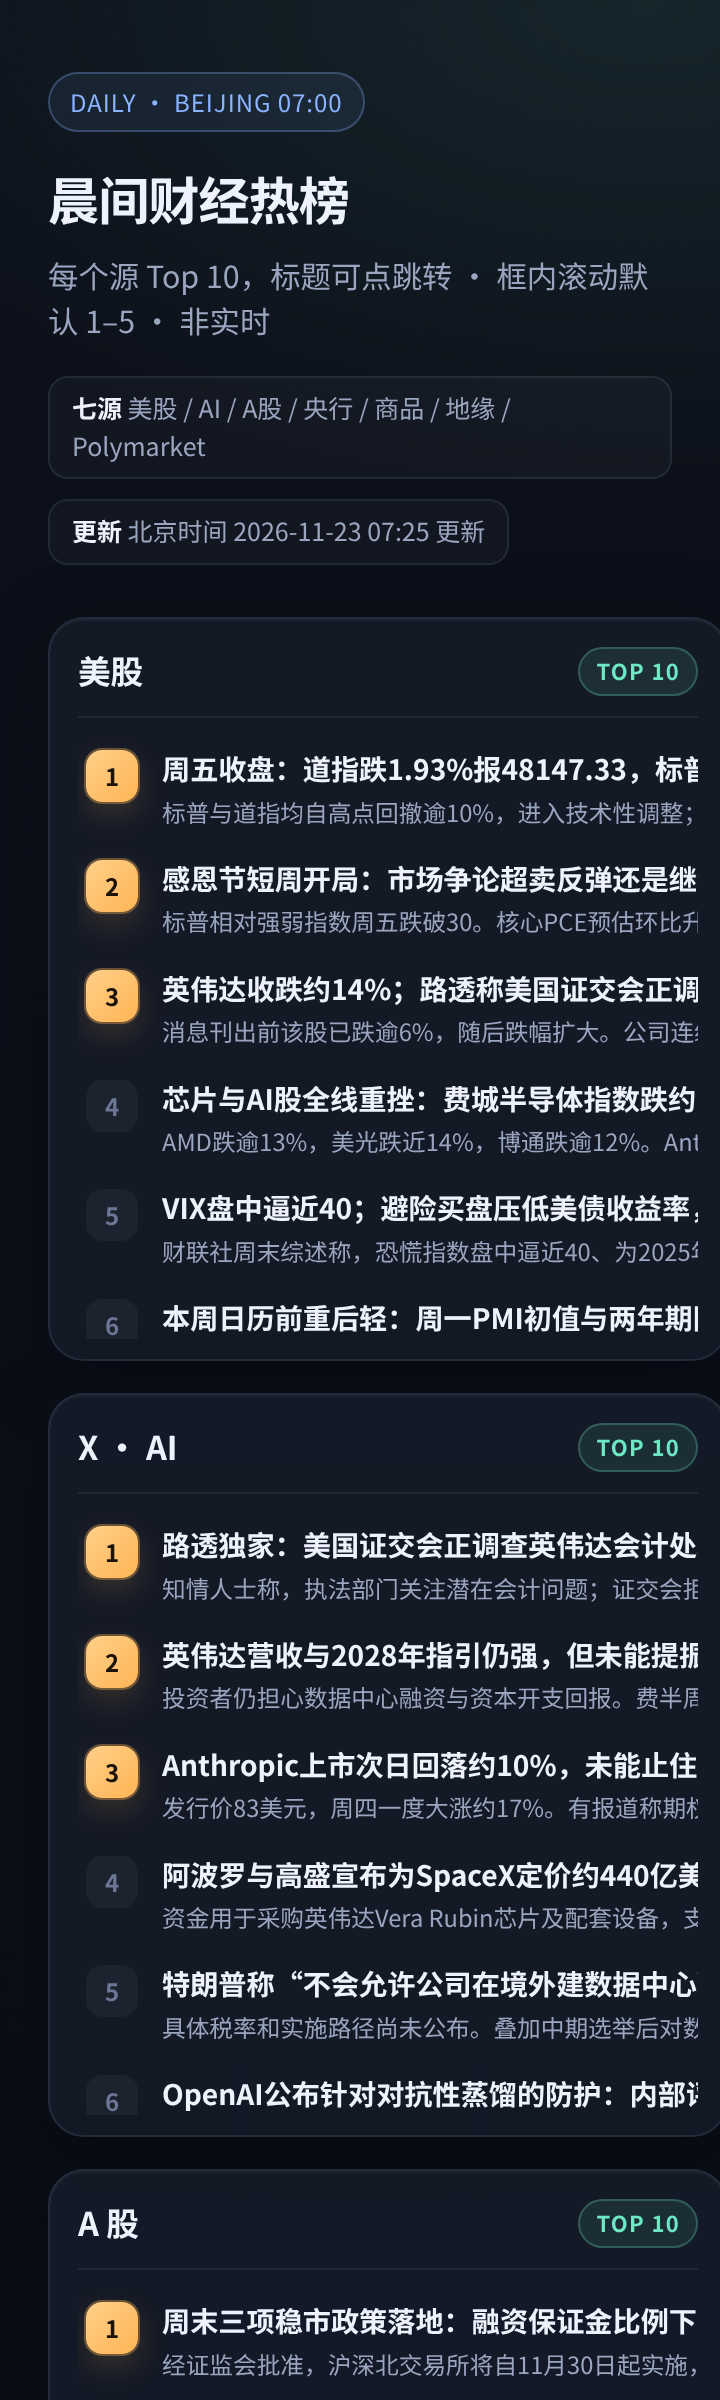 DAILY • BEIJING 07:00
晨间财经热榜
每个源 Top 10，标题可点跳转 • 框内滚动默
认 1–5 • 非实时
七源 美股 / AI / A股 / 央行 / 商品 / 地缘 /
Polymarket
更新 北京时间 2026-11-23 07:25 更新
美股
TOP 10
1
周五收盘：道指跌1.93%报48147.33，标普
标普与道指均自高点回撤逾10%，进入技术性调整；
2
感恩节短周开局：市场争论超卖反弹还是继
标普相对强弱指数周五跌破30。核心PCE预估环比升
3
英伟达收跌约14%；路透称美国证交会正调
消息刊出前该股已跌逾6%，随后跌幅扩大。公司连
4
芯片与AI股全线重挫：费城半导体指数跌约
AMD跌逾13%，美光跌近14%，博通跌逾12%。Ant
5
VIX盘中逼近40；避险买盘压低美债收益率，
财联社周末综述称，恐慌指数盘中逼近40、为2025年
6
本周日历前重后轻：周一PMI初值与两年期
X • AI
TOP 10
1
路透独家：美国证交会正调查英伟达会计处
知情人士称，执法部门关注潜在会计问题；证交会拒
2
英伟达营收与2028年指引仍强，但未能提振
投资者仍担心数据中心融资与资本开支回报。费半周
3
Anthropic上市次日回落约10%，未能止住
发行价83美元，周四一度大涨约17%。有报道称期权
4
阿波罗与高盛宣布为SpaceX定价约440亿美
资金用于采购英伟达Vera Rubin芯片及配套设备，支
5
特朗普称“不会允许公司在境外建数据中心
具体税率和实施路径尚未公布。叠加中期选举后对数
6
OpenAI公布针对对抗性蒸馏的防护：内部评
A 股
TOP 10
1
周末三项稳市政策落地：融资保证金比例下
经证监会批准，沪深北交易所将自11月30日起实施，